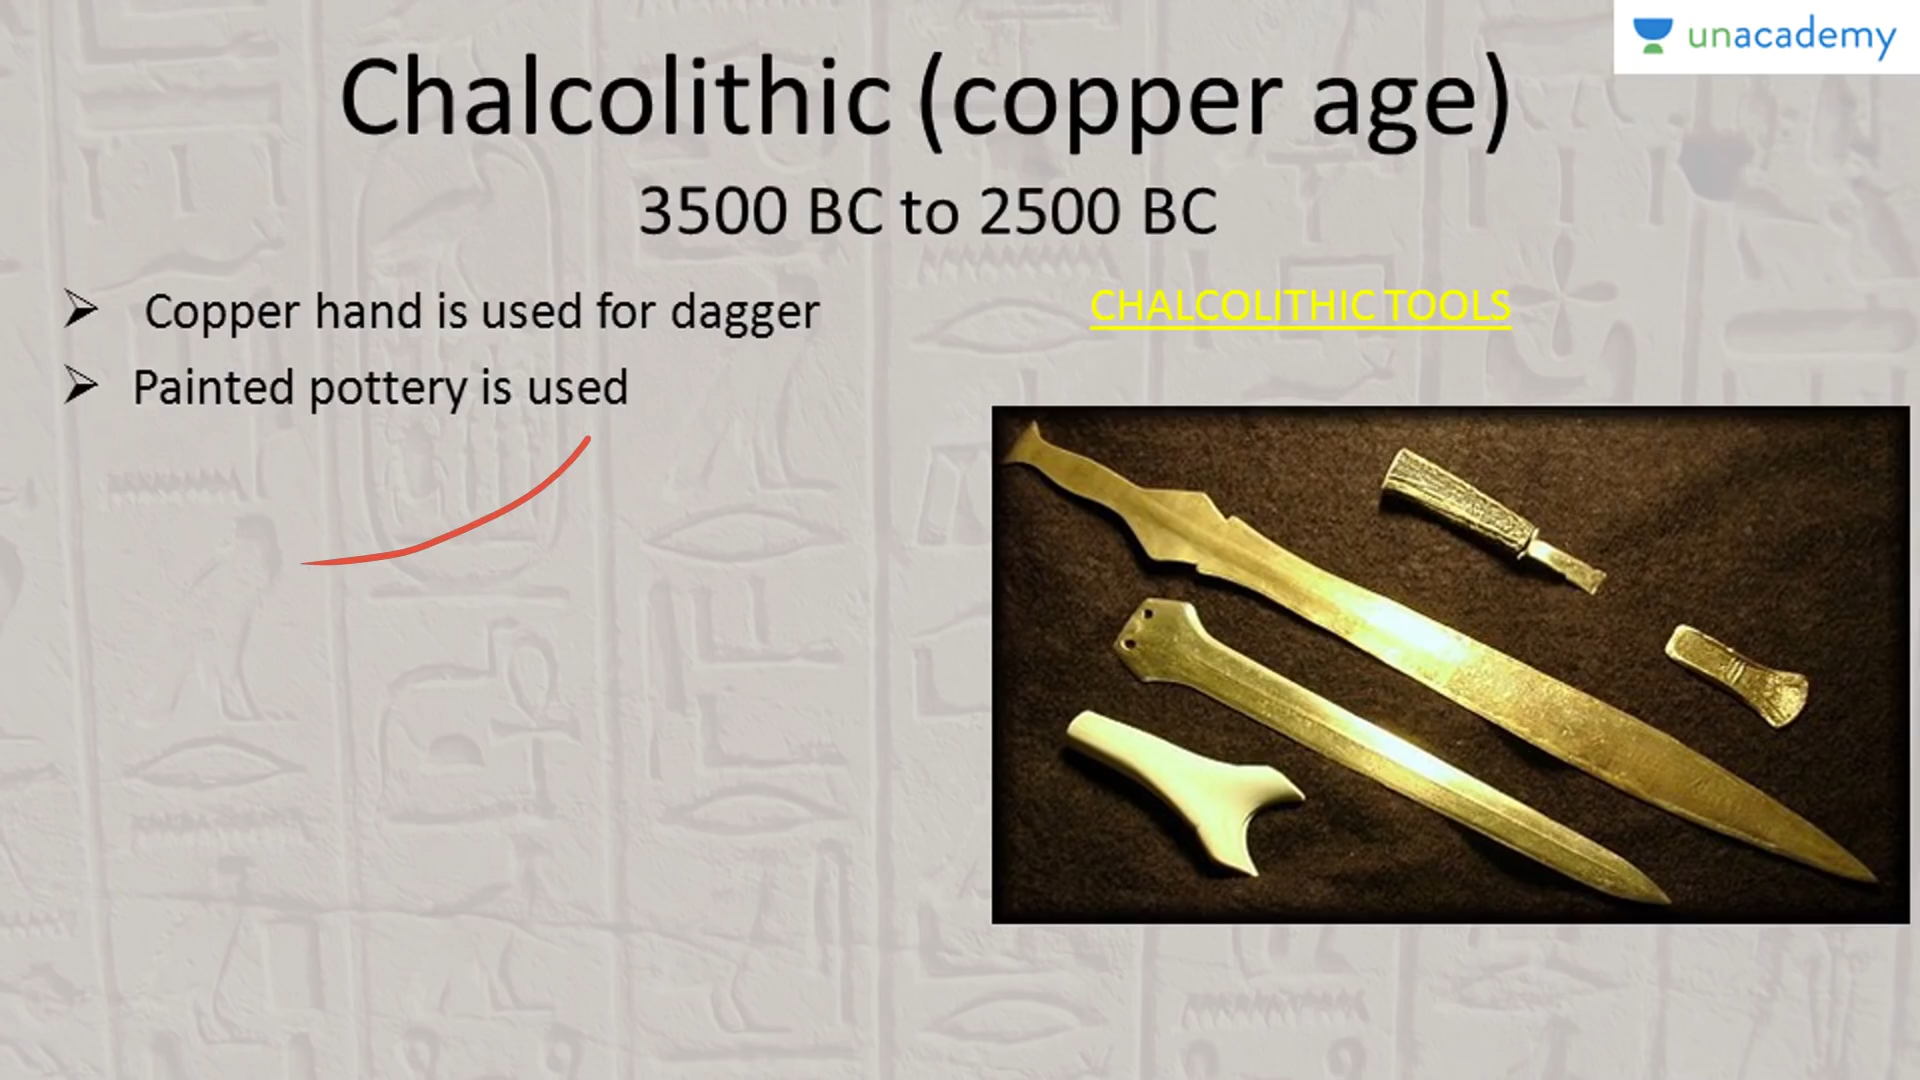 unacademy
Chalcolithic (copper age)
3500 BC to 2500 BC
Copper hand is used for dagger
Painted pottery is used
CHALCOLITHIC TOOLS